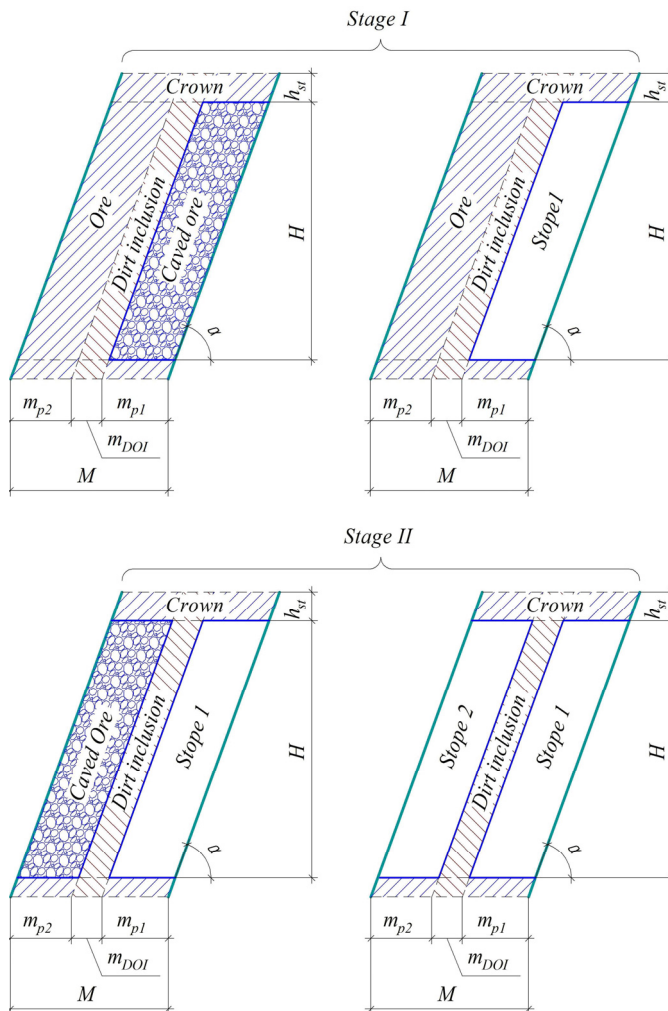 Stage I
Crown
h_st
Ore
Dirt inclusion
Caved ore
H
α
m_p2
m_p1
m_DOI
M
Crown
h_st
Ore
Dirt inclusion
Stope1
H
α
m_p2
m_p1
m_DOI
M
Stage II
Crown
h_st
Caved Ore
Dirt inclusion
Stope 1
H
α
m_p2
m_p1
m_DOI
M
Crown
h_st
Stope 2
Dirt inclusion
Stope 1
H
α
m_p2
m_p1
m_DOI
M